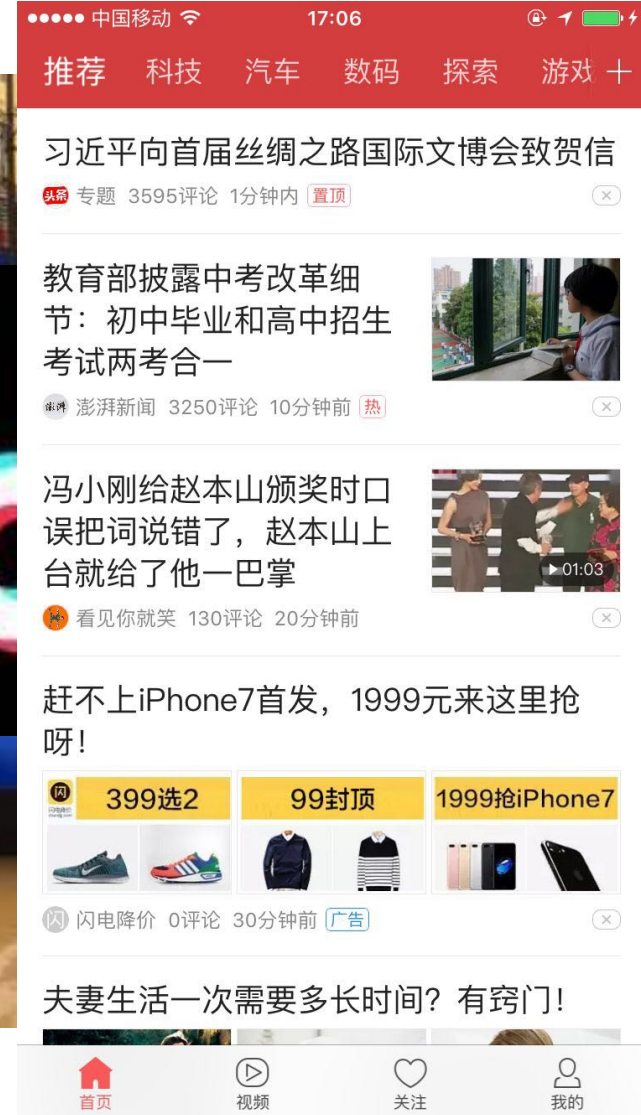 中国移动 17:06
推荐 科技 汽车 数码 探索 游戏
习近平向首届丝绸之路国际文博会致贺信
头条 专题 3595评论 1分钟内 置顶
教育部披露中考改革细
节：初中毕业和高中招生
考试两考合一
澎湃 澎湃新闻 3250评论 10分钟前 热
冯小刚给赵本山颁奖时口
误把词说错了，赵本山上
台就给了他一巴掌
01:03
看见你就笑 130评论 20分钟前
赶不上iPhone7首发，1999元来这里抢
呀！
闪 399选2 99封顶 1999抢iPhone7
闪电降价
闪 闪电降价 0评论 30分钟前 广告
夫妻生活一次需要多长时间？有窍门！
首页 视频 关注 我的